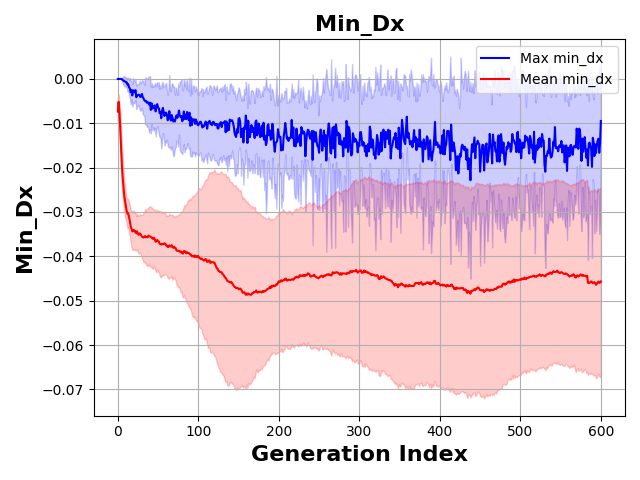 Min_Dx
Max min_dx
Mean min_dx
0.00
−0.01
−0.02
−0.03
−0.04
−0.05
−0.06
−0.07
Min_Dx
0 100 200 300 400 500 600
Generation Index